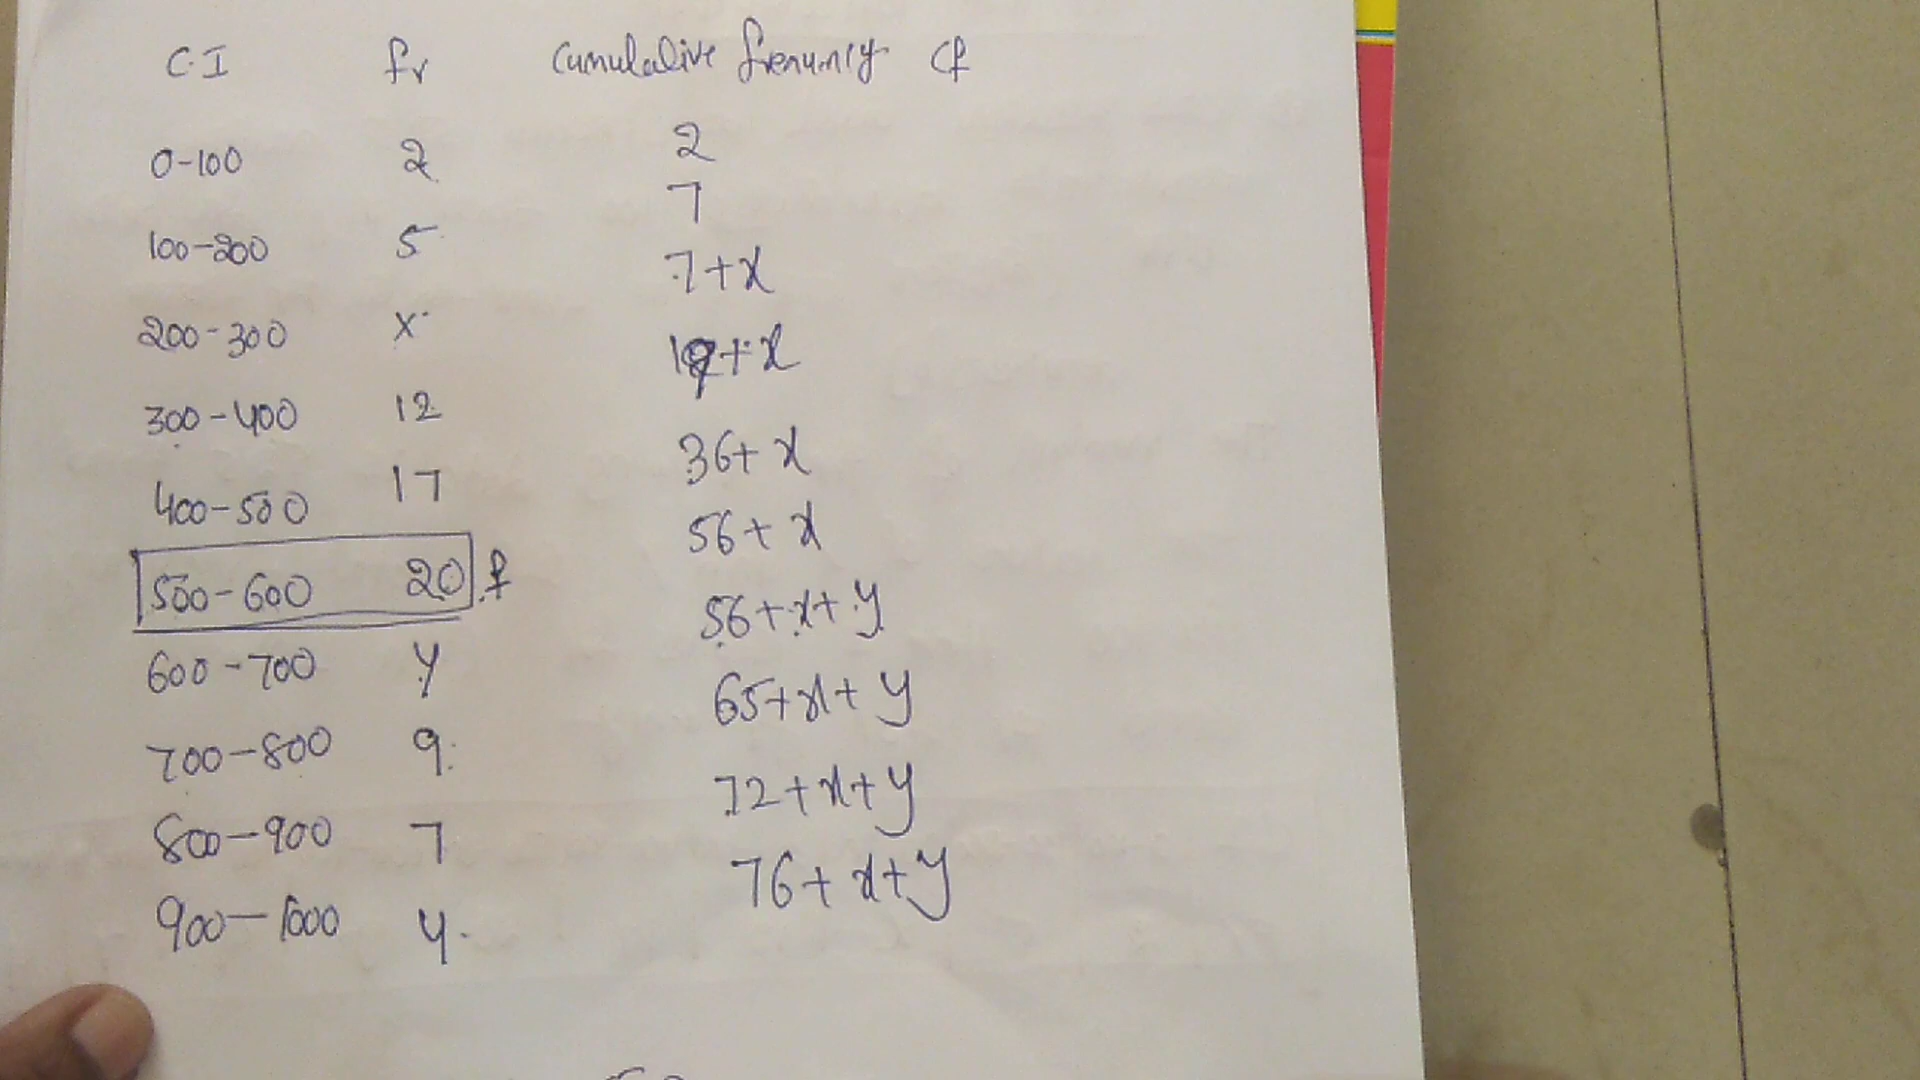 C.I fr Cumulative frequency cf
0-100 2 2
100-200 5 7
200-300 x 7+x
300-400 12 19+x
400-500 17 36+x
500-600 20 f 56+x
600-700 y 56+x+y
700-800 9 65+x+y
800-900 7 72+x+y
900-1000 4 76+x+y